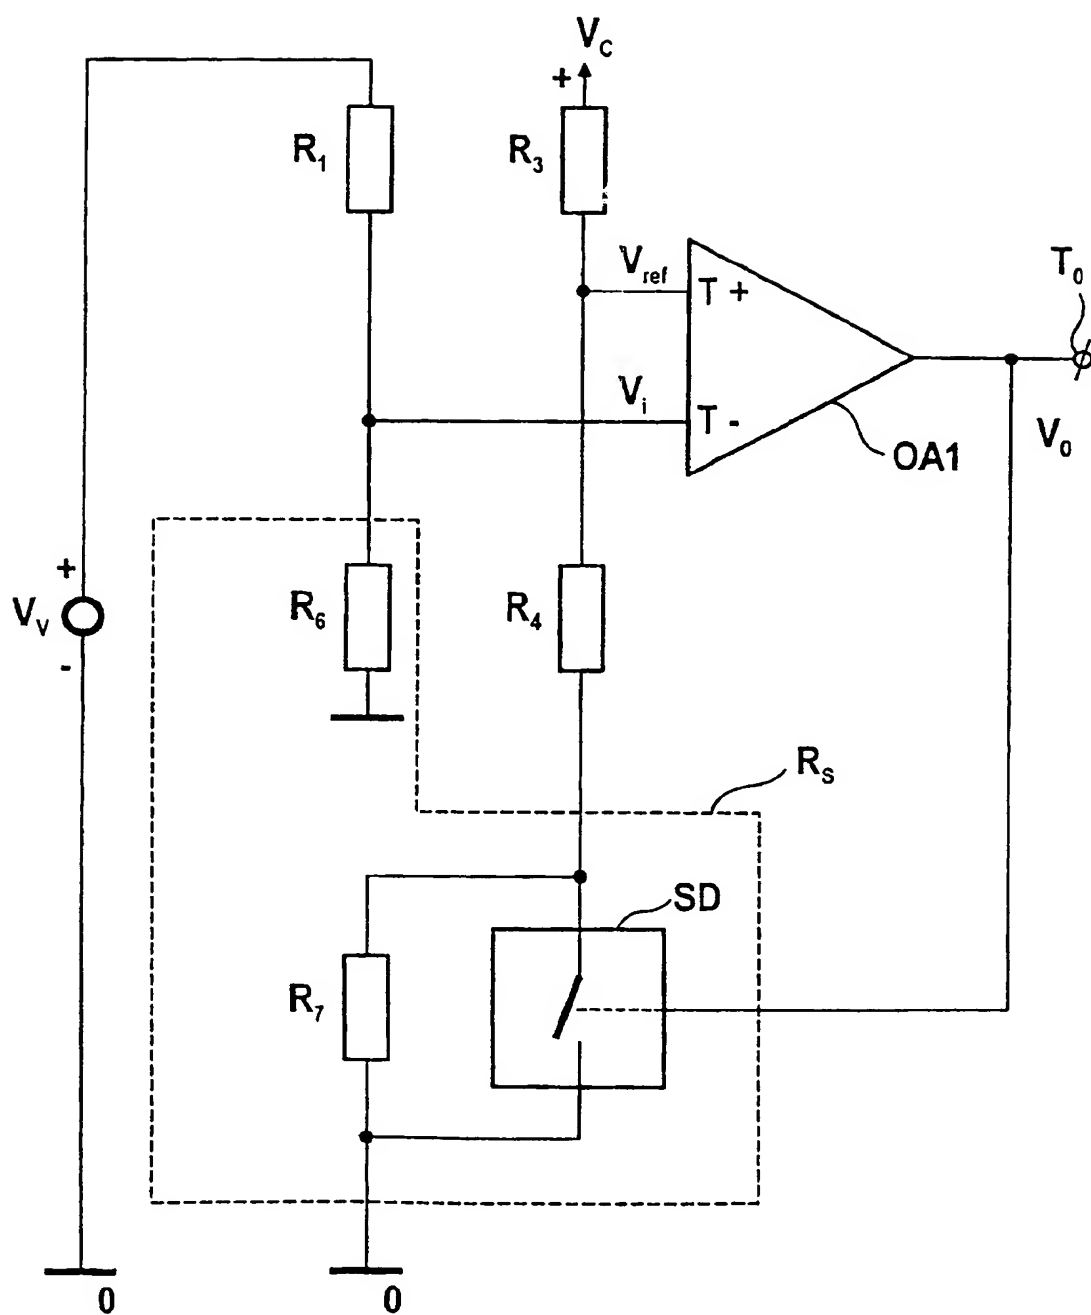 V_C
+
R_1
R_3
V_ref
T +
T_0
V_i
T -
OA1
V_0
+
V_V
-
R_6
R_4
R_S
SD
R_7
0
0